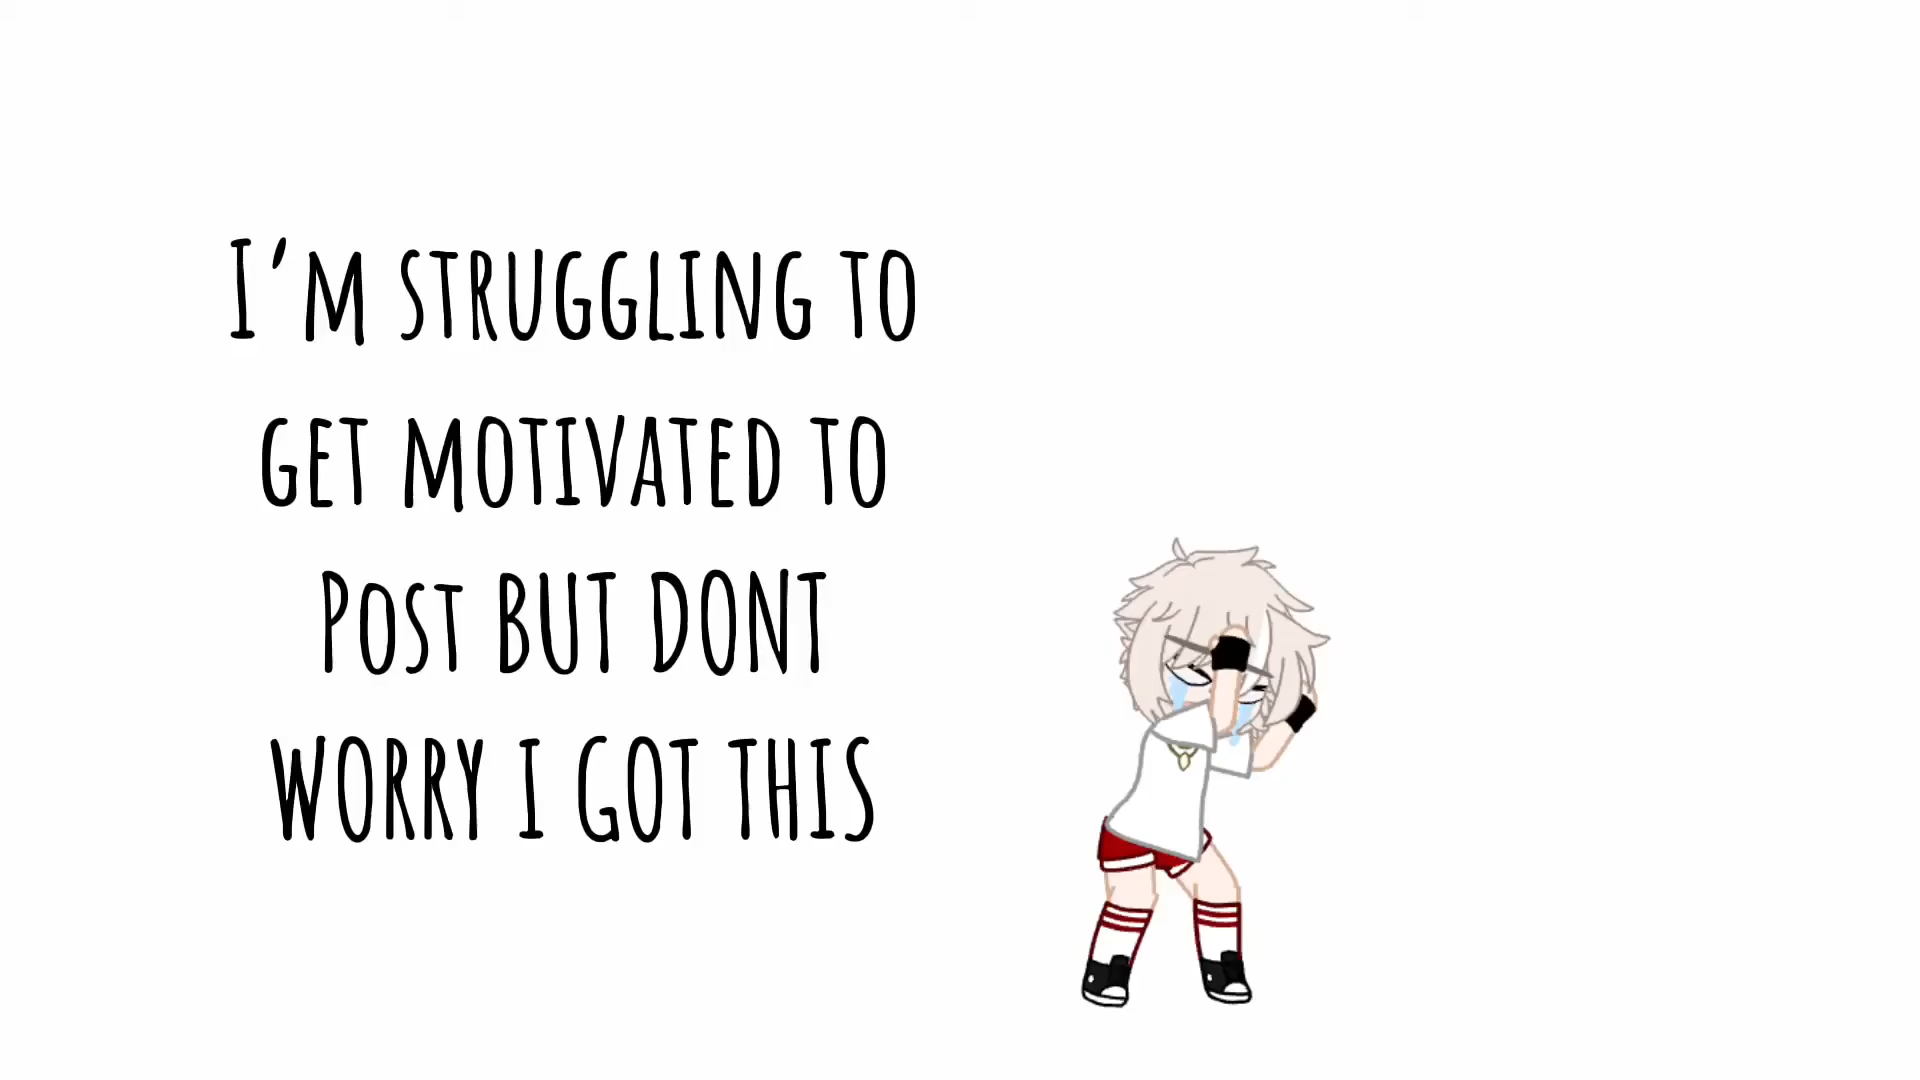 I'm struggling to
get motivated to
Post BUT DONT
WORRY I GOT THIS